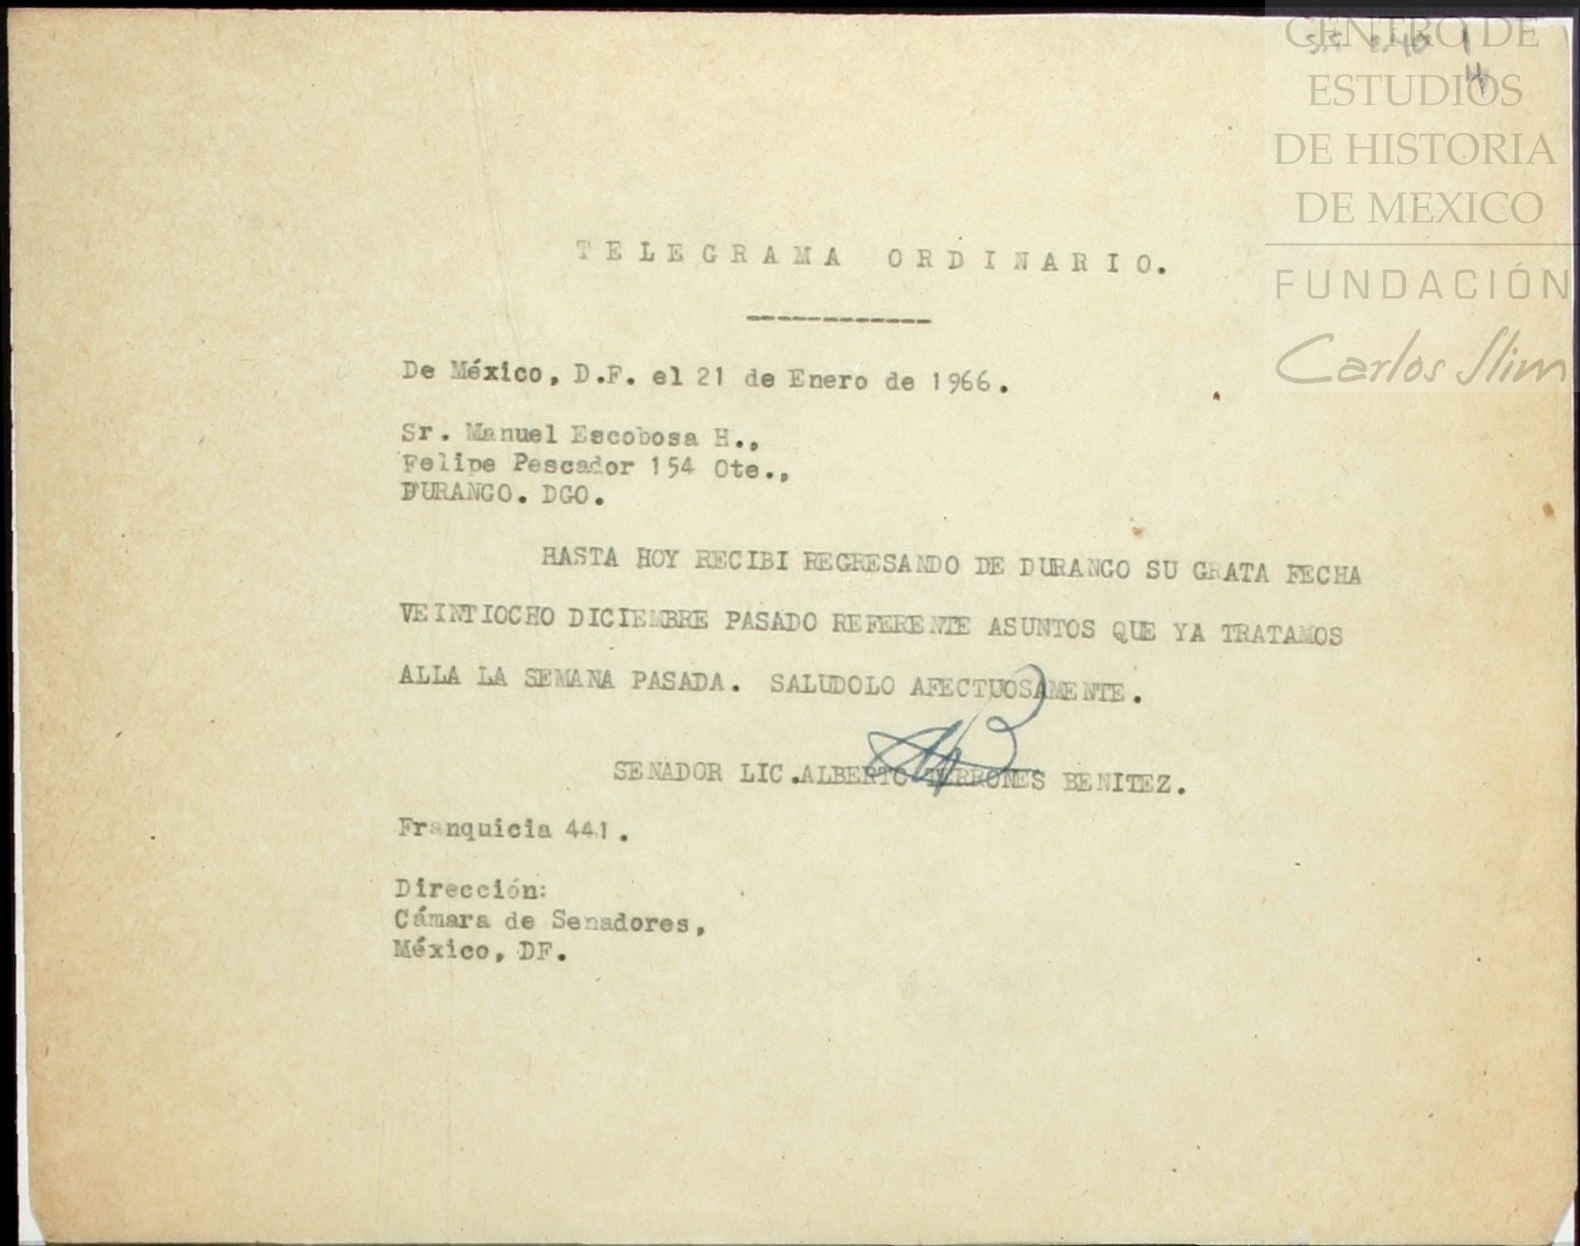 CENTRO DE
ESTUDIOS
DE HISTORIA
DE MEXICO
FUNDACIÓN
Carlos Slim
TELEGRAMA ORDINARIO.
------------
De México, D.F. el 21 de Enero de 1966.
Sr. Manuel Escobosa H.,
Felipe Pescador 154 Ote.,
DURANGO. DGO.
HASTA HOY RECIBI REGRESANDO DE DURANGO SU GRATA FECHA
VEINTIOCHO DICIEMBRE PASADO REFERENTE ASUNTOS QUE YA TRATAMOS
ALLA LA SEMANA PASADA. SALUDOLO AFECTUOSAMENTE.
SENADOR LIC.ALBERTO TERRONES BENITEZ.
Franquicia 441.
Dirección:
Cámara de Senadores,
México, DF.